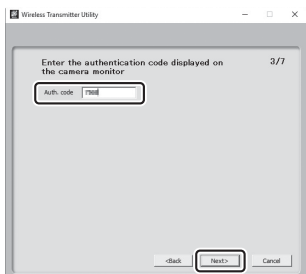 Wireless Transmitter Utility
Enter the authentication code displayed on
the camera monitor
3/7
Auth. code
<Back
Next>
Cancel